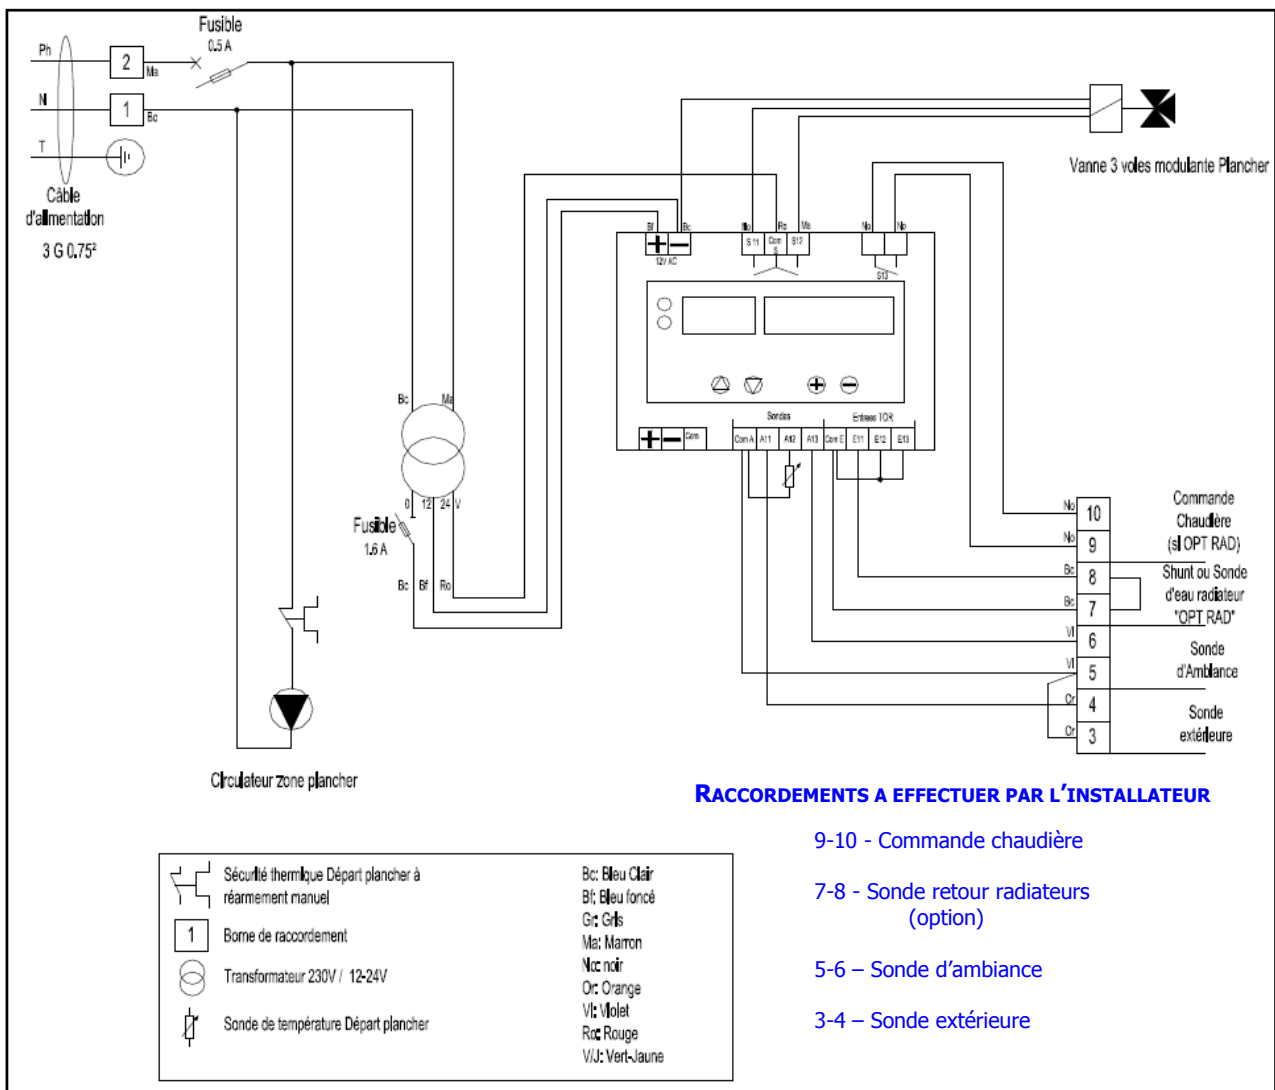 Fusible
0.5 A
Ph
2
Ma
N
1
Bc
T
Câble
d'alimentation
3 G 0.75²
Vanne 3 voies modulante Plancher
Bf
Bc
No
Ro
Ma
No
No
12V AC
S11
Com
S
S12
S13
Sondes
Entrees TOR
Com
Com A
A11
A12
A13
Com E
E11
E12
E13
Bc
Ma
0
12
24
V
Fusible
1.6 A
Bc
Bf
Ro
No
10
No
9
Bc
8
Bc
7
Vi
6
Vi
5
Or
4
Or
3
Commande
Chaudière
(si OPT RAD)
Shunt ou Sonde
d'eau radiateur
"OPT RAD"
Sonde
d'Ambiance
Sonde
extérieure
Circulateur zone plancher
RACCORDEMENTS A EFFECTUER PAR L'INSTALLATEUR
9-10 - Commande chaudière
7-8 - Sonde retour radiateurs
(option)
5-6 – Sonde d'ambiance
3-4 – Sonde extérieure
Sécurité thermique Départ plancher à
réarmement manuel
1
Borne de raccordement
Transformateur 230V / 12-24V
Sonde de température Départ plancher
Bc: Bleu Clair
Bf: Bleu foncé
Gr: Gris
Ma: Marron
No: noir
Or: Orange
Vi: Violet
Ro: Rouge
V/J: Vert-Jaune